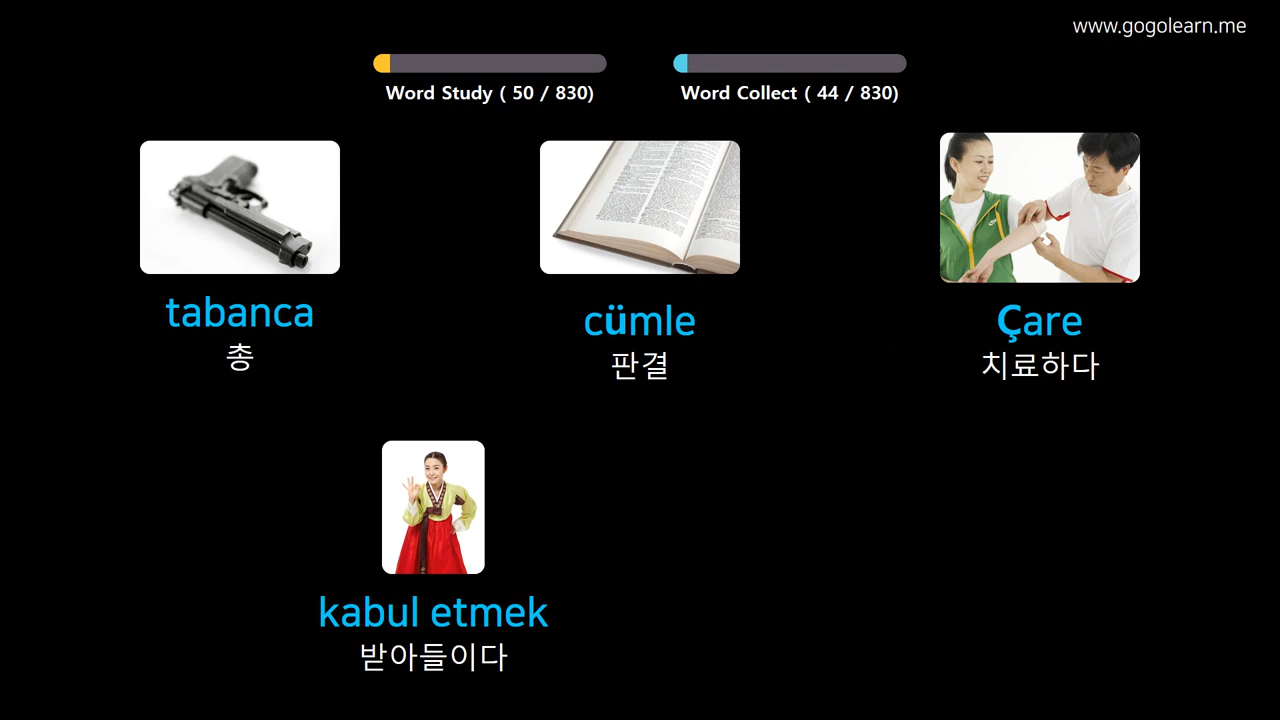 www.gogolearn.me
Word Study ( 50 / 830)
Word Collect ( 44 / 830)
tabanca
총
cümle
판결
Çare
치료하다
kabul etmek
받아들이다